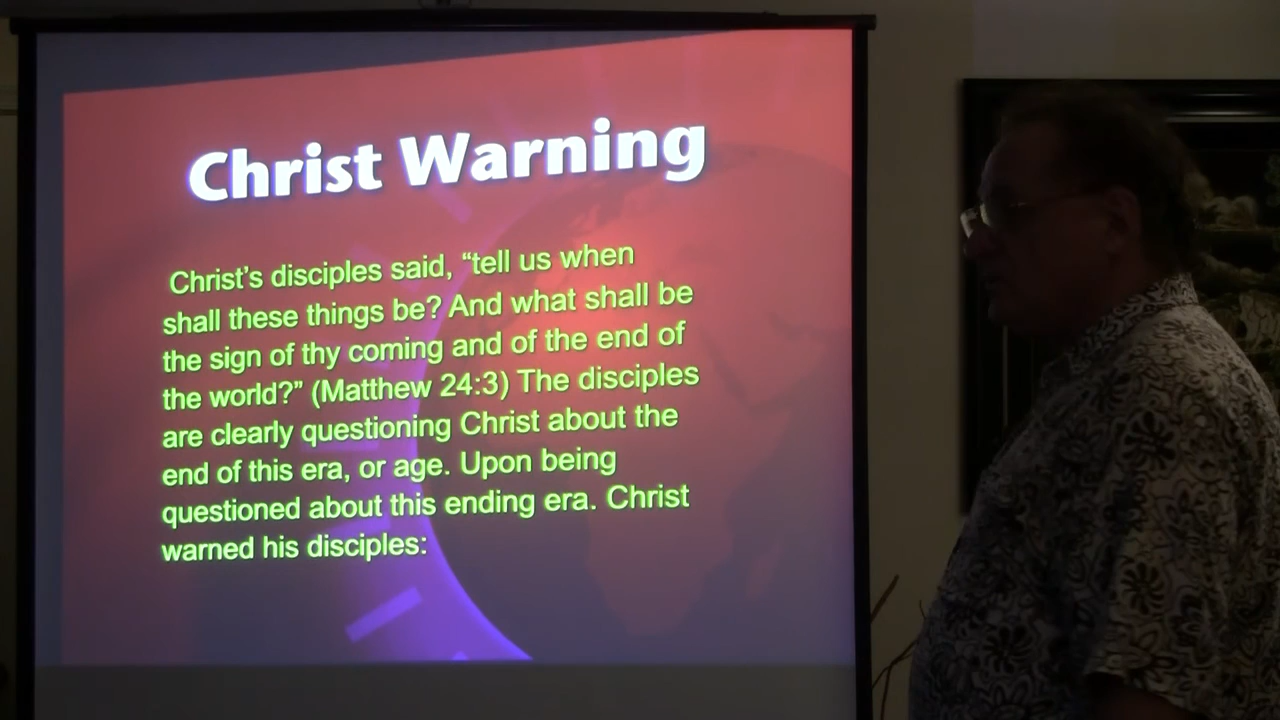 Christ Warning
Christ's disciples said, “tell us when
shall these things be? And what shall be
the sign of thy coming and of the end of
the world?” (Matthew 24:3) The disciples
are clearly questioning Christ about the
end of this era, or age. Upon being
questioned about this ending era. Christ
warned his disciples: